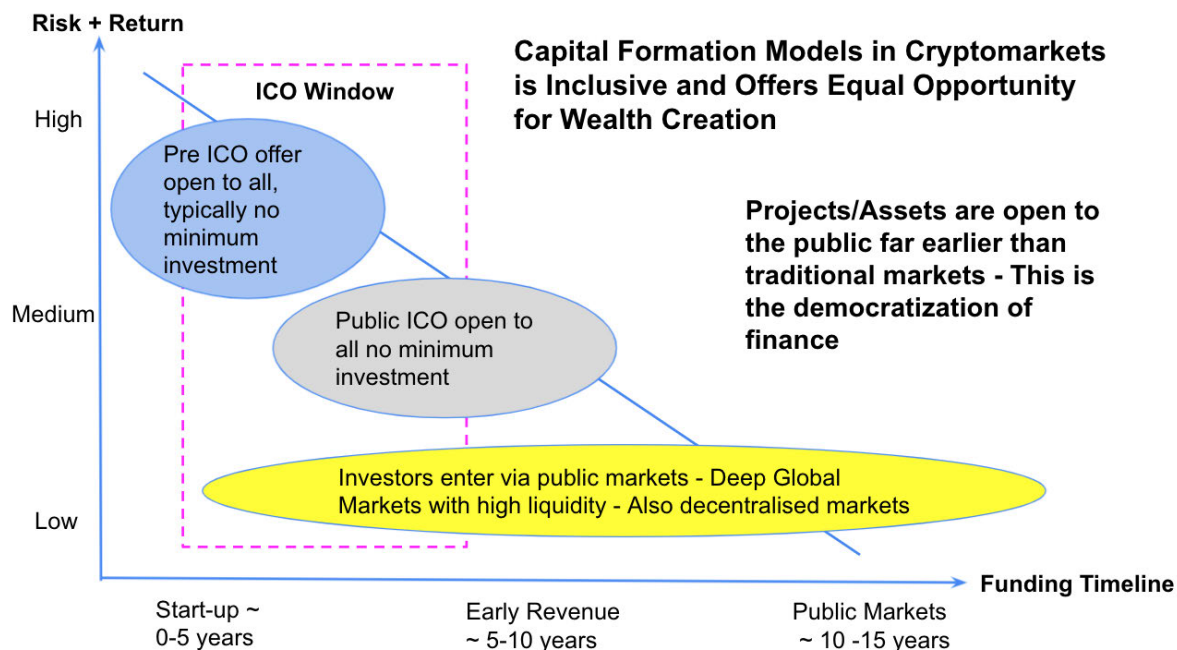 Risk + Return
Capital Formation Models in Cryptomarkets
is Inclusive and Offers Equal Opportunity
for Wealth Creation
ICO Window
High
Pre ICO offer
open to all,
typically no
minimum
investment
Projects/Assets are open to
the public far earlier than
traditional markets - This is
the democratization of
finance
Medium
Public ICO open to
all no minimum
investment
Investors enter via public markets - Deep Global
Markets with high liquidity - Also decentralised markets
Low
Funding Timeline
Start-up ~
0-5 years
Early Revenue
~ 5-10 years
Public Markets
~ 10 -15 years